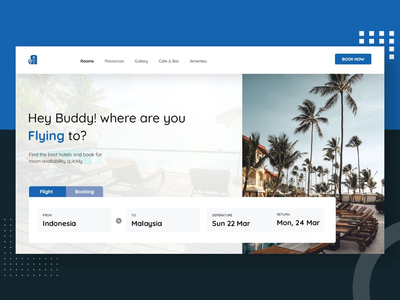 Rooms Promotion Gallery Cafe & Bar Amenities BOOK NOW
Hey Buddy! where are you
Flying to?
Find the best hotels and book for
room availability quickly
Flight Booking
FROM TO DEPERATURE RETURN
Indonesia Malaysia Sun 22 Mar Mon, 24 Mar